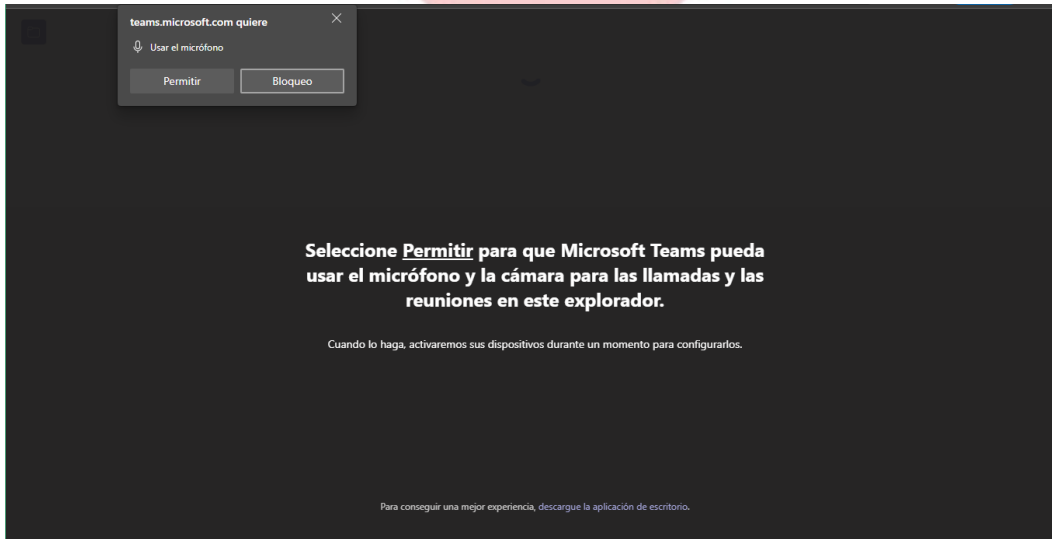 teams.microsoft.com quiere
Usar el micrófono
Permitir
Bloqueo
Seleccione Permitir para que Microsoft Teams pueda
usar el micrófono y la cámara para las llamadas y las
reuniones en este explorador.
Cuando lo haga, activaremos sus dispositivos durante un momento para configurarlos.
Para conseguir una mejor experiencia, descargue la aplicación de escritorio.